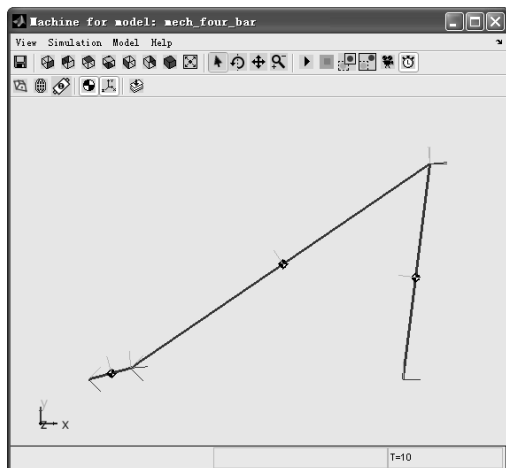 Machine for model: mech_four_bar
View Simulation Model Help
y
z x
T=10